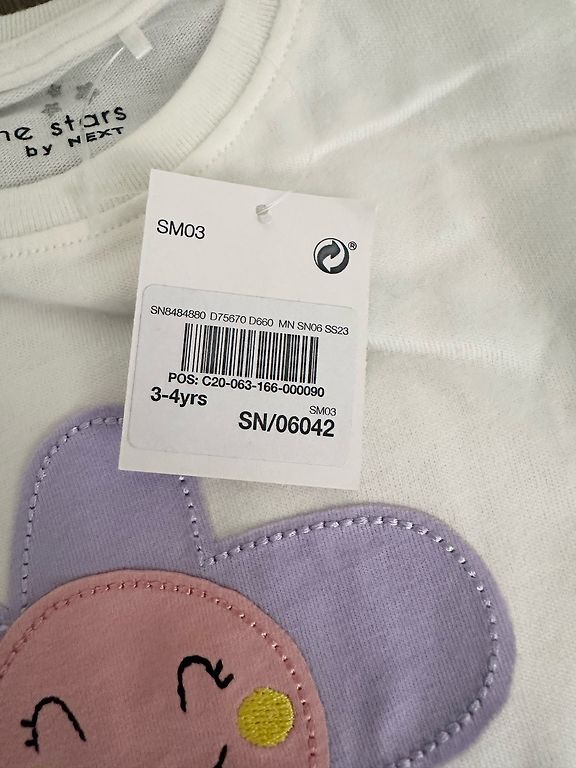 stars
by NEXT
SM03
®
SN8484880 D75670 D660 MN SN06 SS23
POS: C20-063-166-000090
3-4yrs
SM03
SN/06042